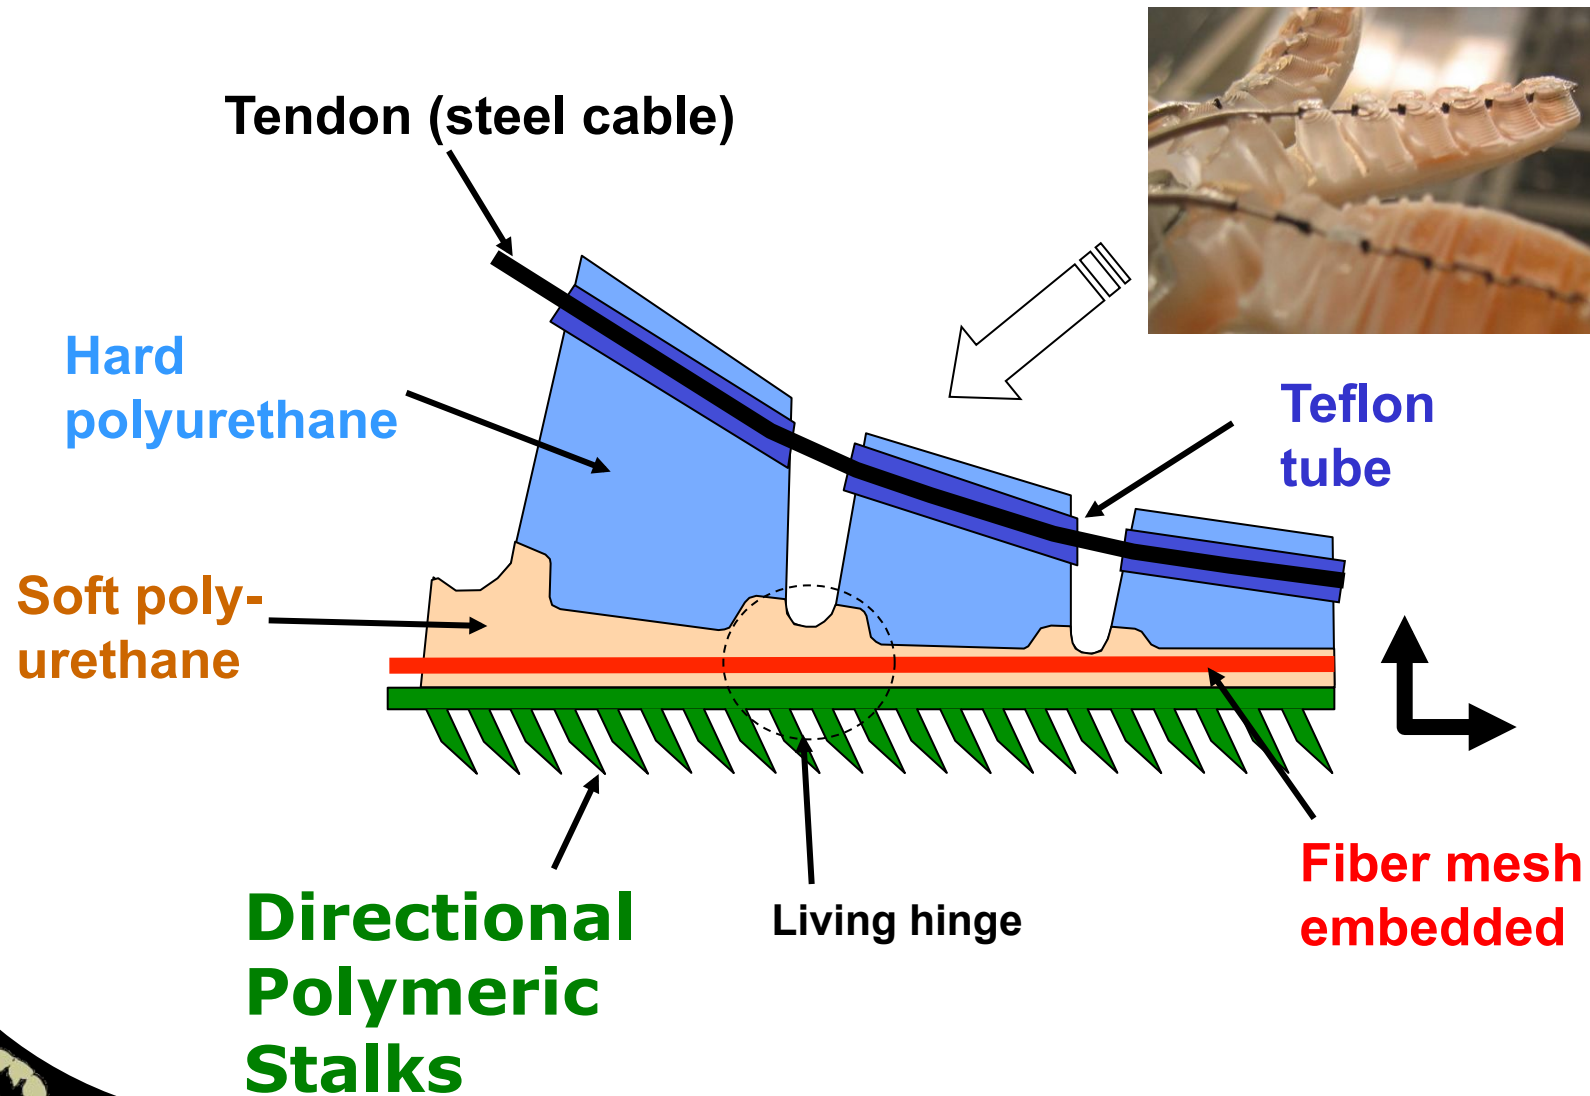 Tendon (steel cable)
Hard
polyurethane
Teflon
tube
Soft poly-
urethane
Fiber mesh
embedded
Living hinge
Directional
Polymeric
Stalks